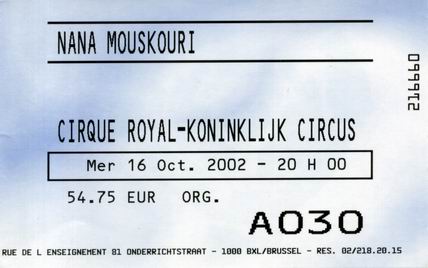 NANA MOUSKOURI
CIRQUE ROYAL-KONINKLIJK CIRCUS
Mer 16 Oct. 2002 - 20 H 00
54.75 EUR ORG.
A030
RUE DE L ENSEIGNEMENT 81 ONDERRICHTSTRAAT - 1000 BXL/BRUSSEL - RES. 02/218.20.15